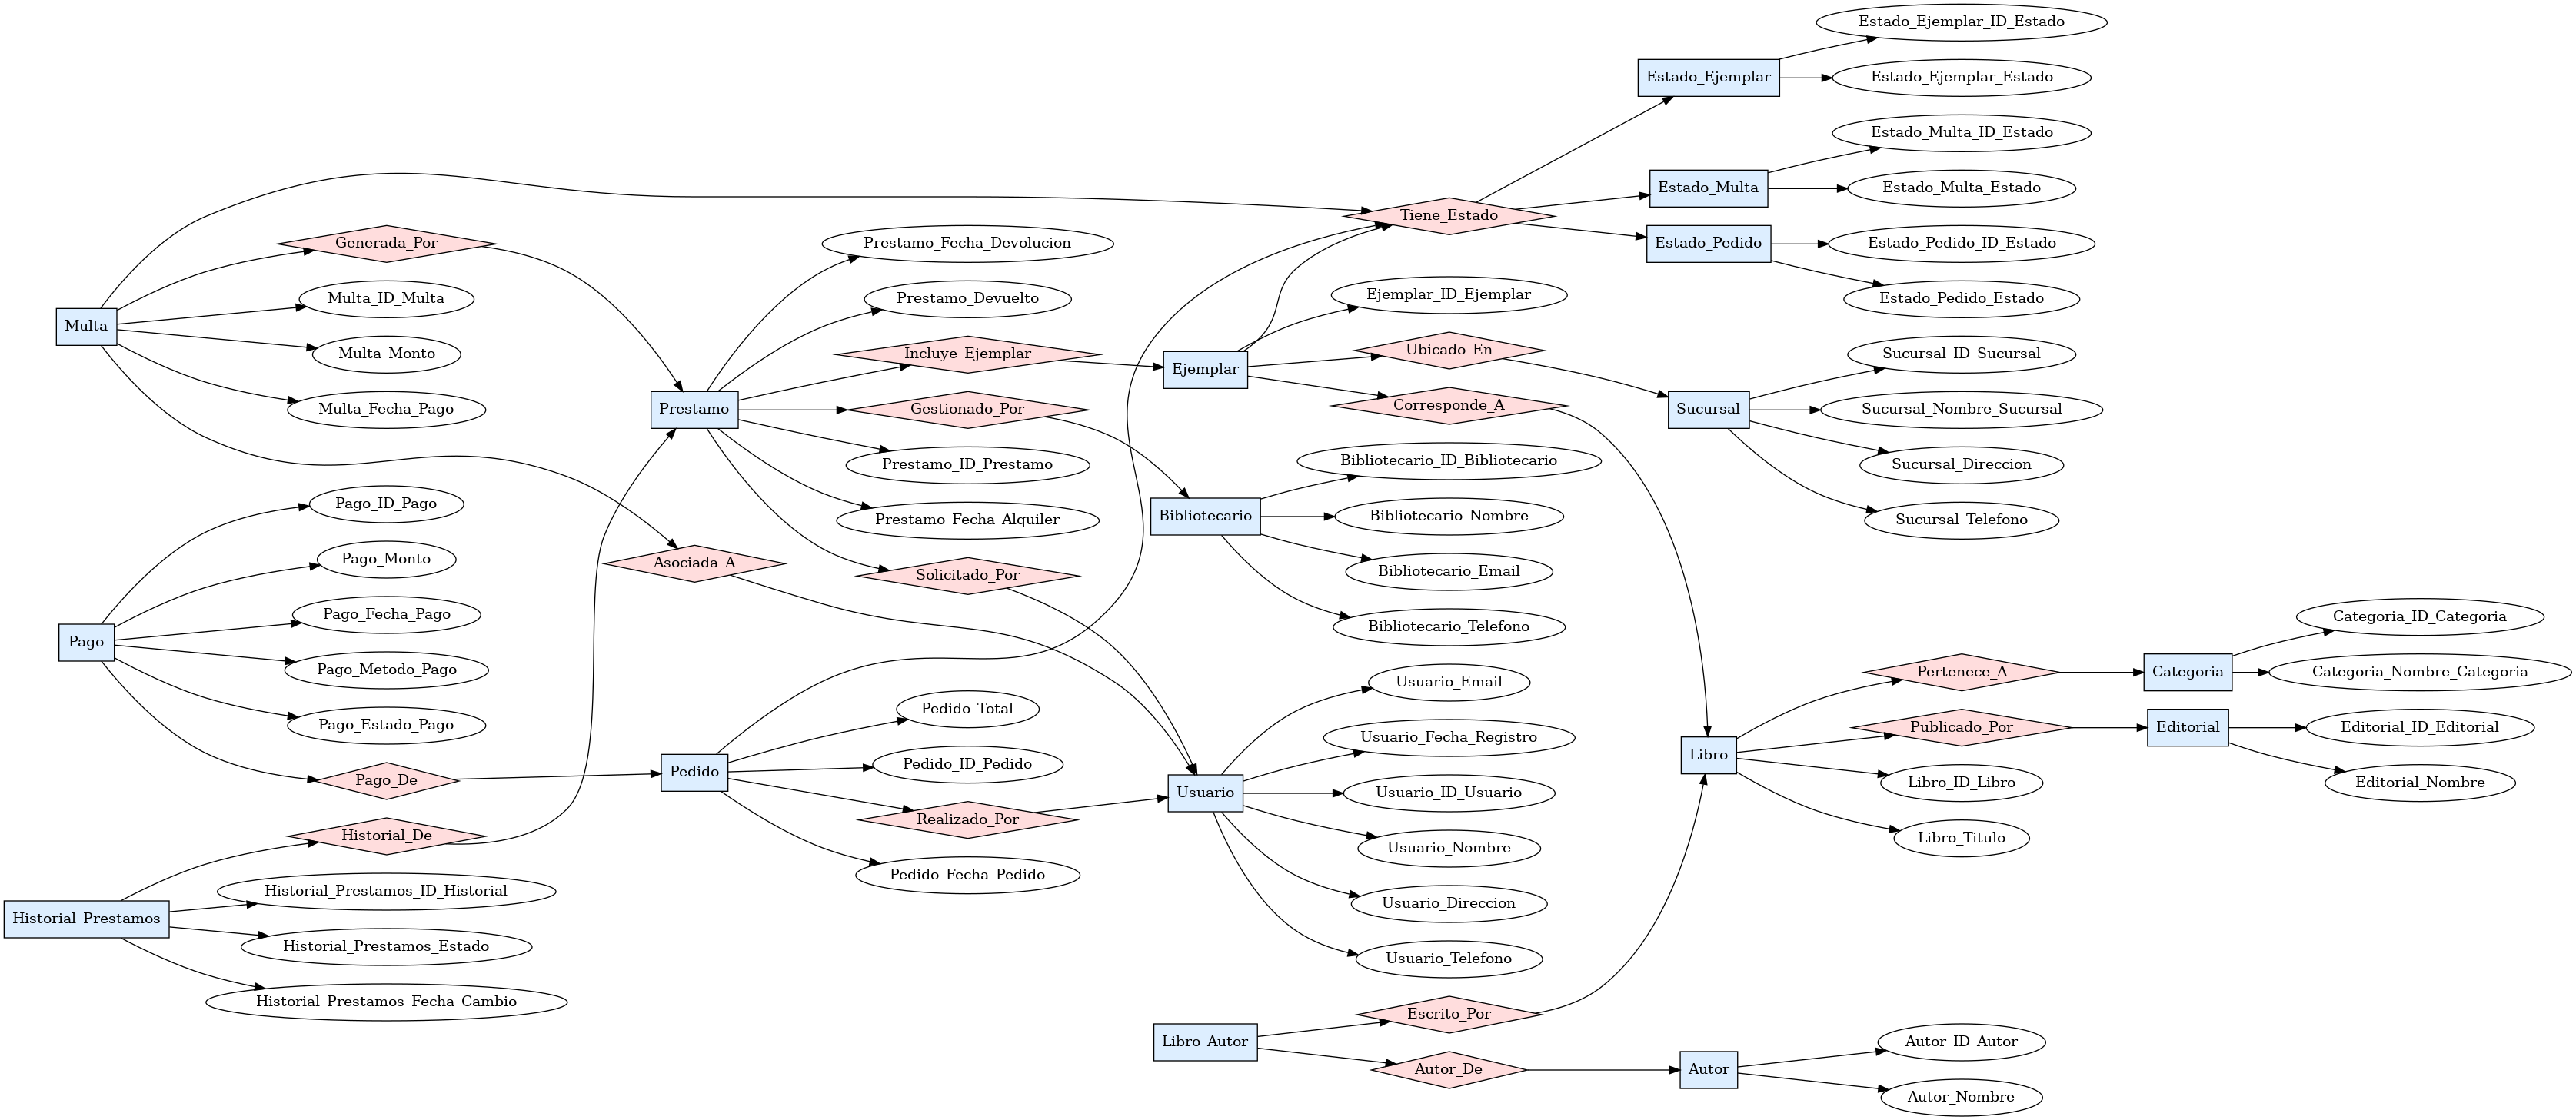 Estado_Ejemplar_ID_Estado
Estado_Ejemplar
Estado_Ejemplar_Estado
Estado_Multa_ID_Estado
Estado_Multa
Estado_Multa_Estado
Tiene_Estado
Estado_Pedido
Estado_Pedido_ID_Estado
Estado_Pedido_Estado
Generada_Por
Multa_ID_Multa
Multa
Multa_Monto
Multa_Fecha_Pago
Prestamo_Fecha_Devolucion
Prestamo_Devuelto
Incluye_Ejemplar
Prestamo
Gestionado_Por
Prestamo_ID_Prestamo
Prestamo_Fecha_Alquiler
Solicitado_Por
Asociada_A
Ejemplar_ID_Ejemplar
Ejemplar
Ubicado_En
Corresponde_A
Sucursal_ID_Sucursal
Sucursal
Sucursal_Nombre_Sucursal
Sucursal_Direccion
Sucursal_Telefono
Bibliotecario_ID_Bibliotecario
Bibliotecario
Bibliotecario_Nombre
Bibliotecario_Email
Bibliotecario_Telefono
Pago_ID_Pago
Pago_Monto
Pago_Fecha_Pago
Pago
Pago_Metodo_Pago
Pago_Estado_Pago
Pago_De
Pedido_Total
Pedido
Pedido_ID_Pedido
Realizado_Por
Pedido_Fecha_Pedido
Usuario_Email
Usuario_Fecha_Registro
Usuario
Usuario_ID_Usuario
Usuario_Nombre
Usuario_Direccion
Usuario_Telefono
Categoria_ID_Categoria
Pertenece_A
Categoria
Categoria_Nombre_Categoria
Publicado_Por
Editorial
Editorial_ID_Editorial
Editorial_Nombre
Libro
Libro_ID_Libro
Libro_Titulo
Historial_De
Historial_Prestamos_ID_Historial
Historial_Prestamos
Historial_Prestamos_Estado
Historial_Prestamos_Fecha_Cambio
Escrito_Por
Libro_Autor
Autor_De
Autor
Autor_ID_Autor
Autor_Nombre